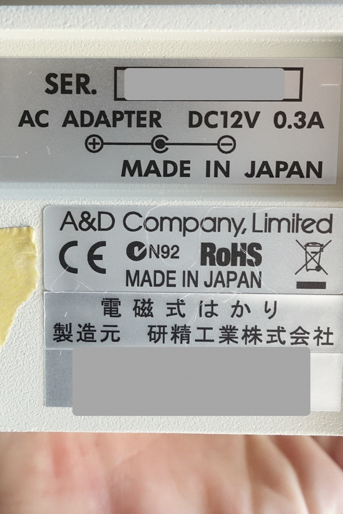 SER.
AC ADAPTER DC12V 0.3A
MADE IN JAPAN
A&D Company, Limited
CE N92 RoHS
MADE IN JAPAN
電磁式はかり
製造元 研精工業株式会社